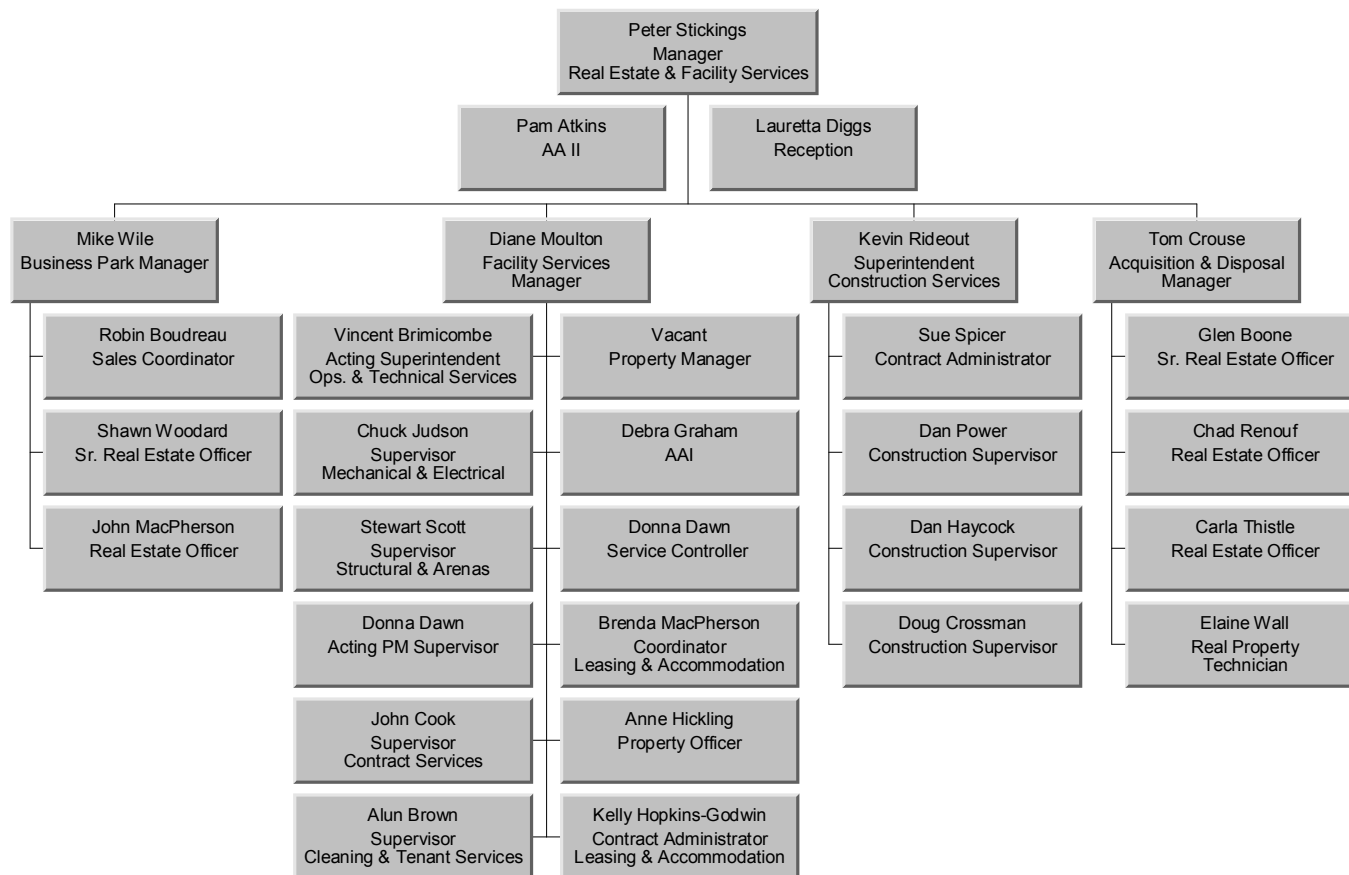 Peter Stickings
Manager
Real Estate & Facility Services
Pam Atkins
AA II
Lauretta Diggs
Reception
Mike Wile
Business Park Manager
Diane Moulton
Facility Services
Manager
Kevin Rideout
Superintendent
Construction Services
Tom Crouse
Acquisition & Disposal
Manager
Robin Boudreau
Sales Coordinator
Shawn Woodard
Sr. Real Estate Officer
John MacPherson
Real Estate Officer
Vincent Brimicombe
Acting Superintendent
Ops. & Technical Services
Chuck Judson
Supervisor
Mechanical & Electrical
Stewart Scott
Supervisor
Structural & Arenas
Donna Dawn
Acting PM Supervisor
John Cook
Supervisor
Contract Services
Alun Brown
Supervisor
Cleaning & Tenant Services
Vacant
Property Manager
Debra Graham
AAI
Donna Dawn
Service Controller
Brenda MacPherson
Coordinator
Leasing & Accommodation
Anne Hickling
Property Officer
Kelly Hopkins-Godwin
Contract Administrator
Leasing & Accommodation
Sue Spicer
Contract Administrator
Dan Power
Construction Supervisor
Dan Haycock
Construction Supervisor
Doug Crossman
Construction Supervisor
Glen Boone
Sr. Real Estate Officer
Chad Renouf
Real Estate Officer
Carla Thistle
Real Estate Officer
Elaine Wall
Real Property
Technician